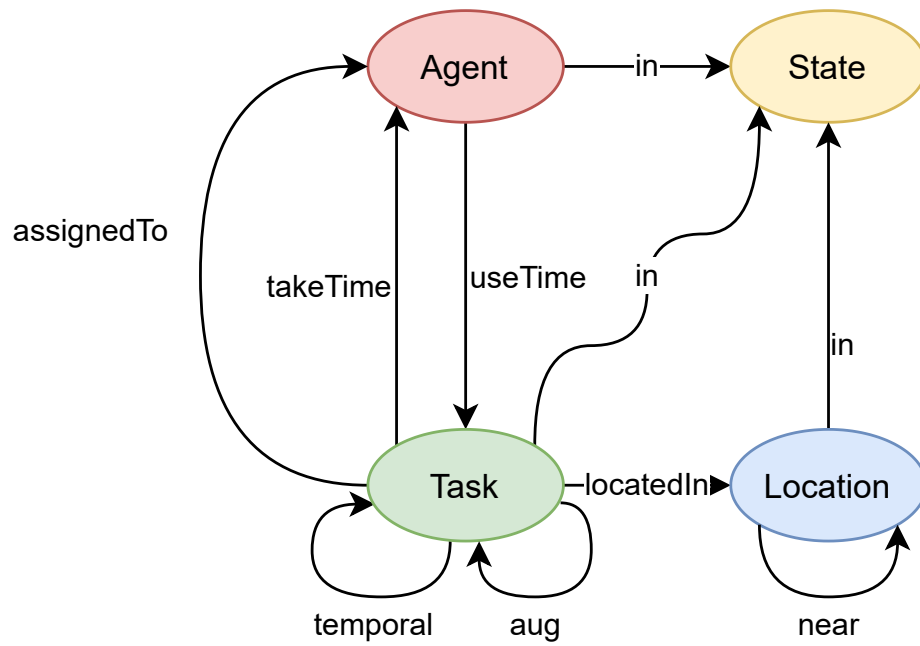 Agent
in
State
assignedTo
takeTime
useTime
in
in
Task
locatedIn
Location
temporal
aug
near